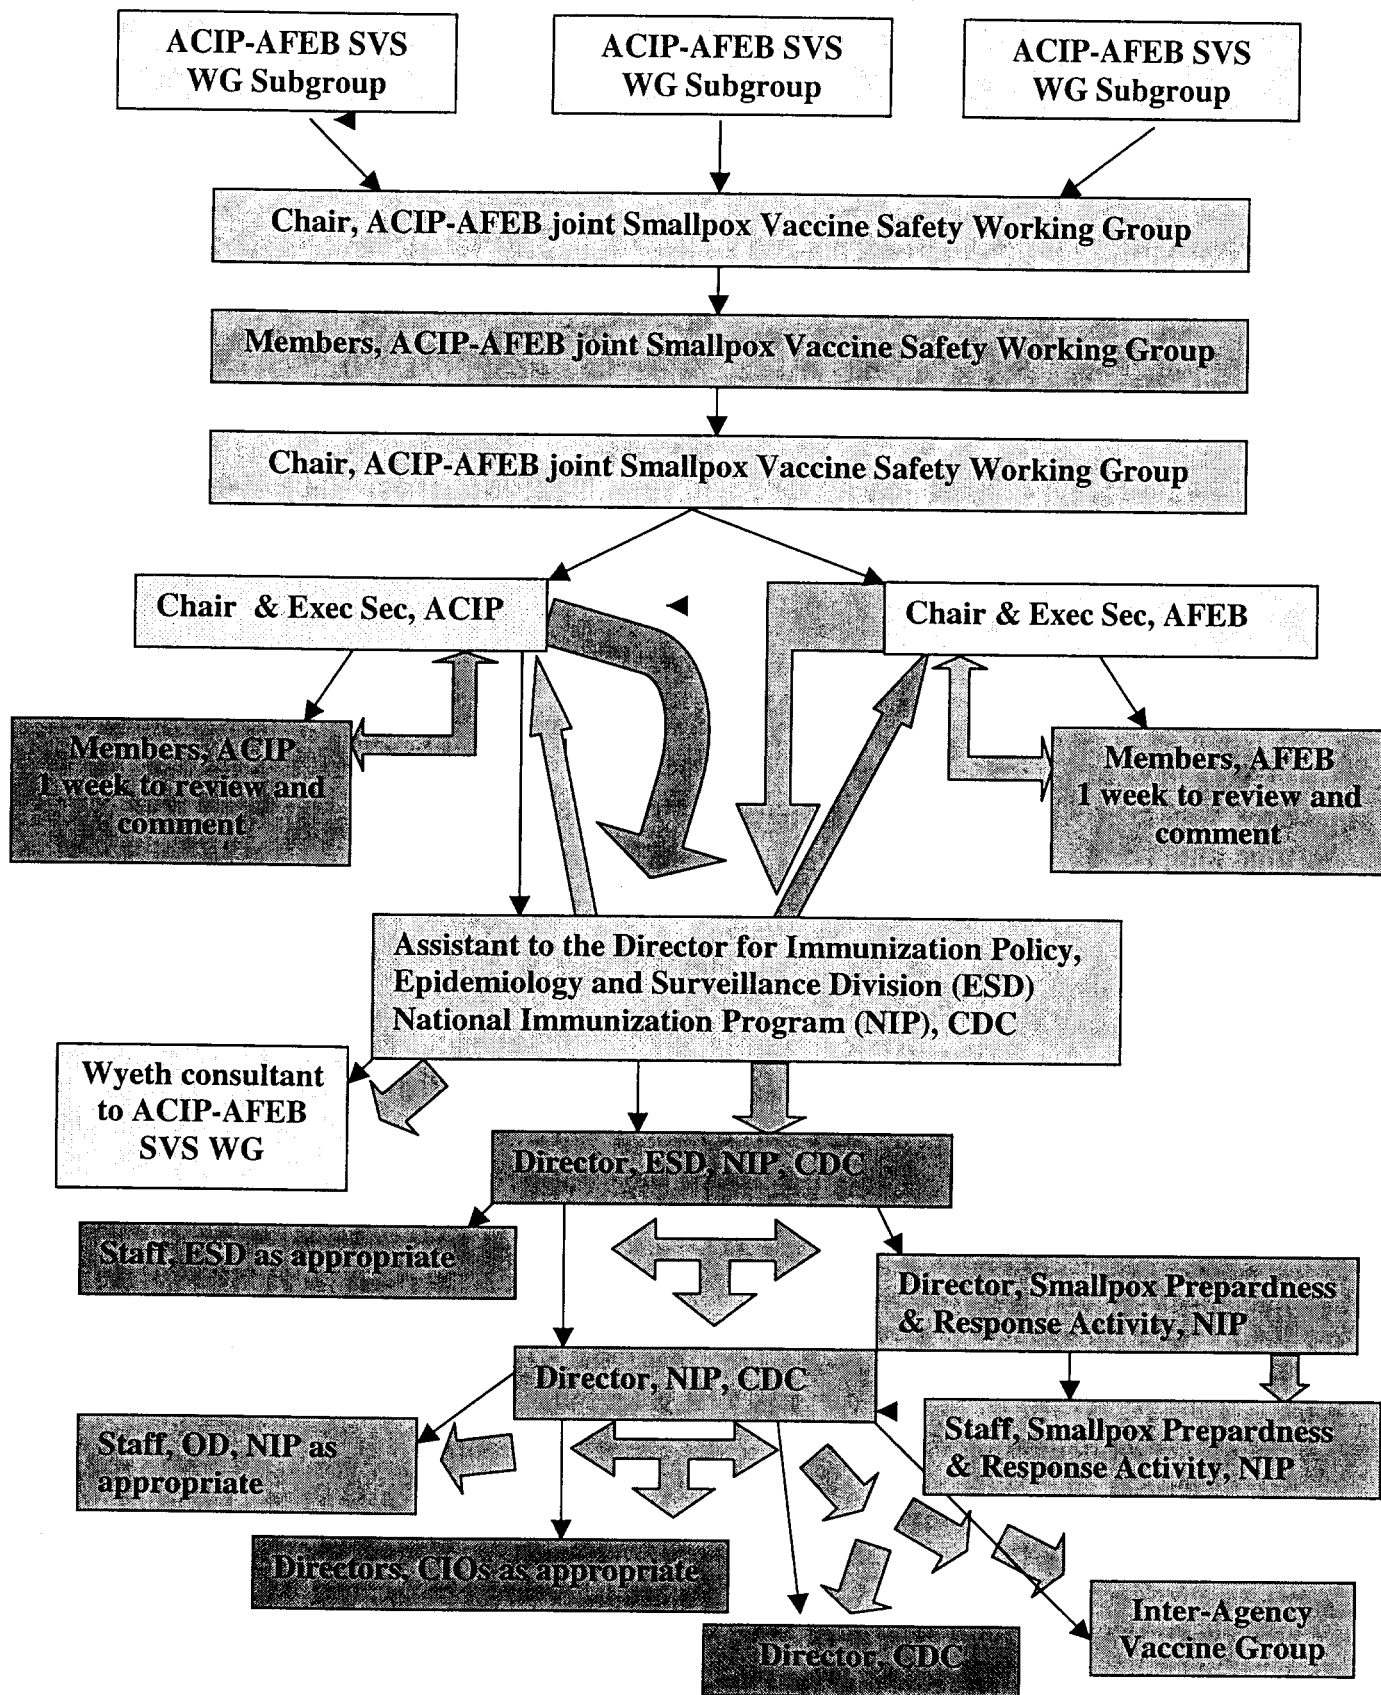 ACIP-AFEB SVS
WG Subgroup
ACIP-AFEB SVS
WG Subgroup
ACIP-AFEB SVS
WG Subgroup
Chair, ACIP-AFEB joint Smallpox Vaccine Safety Working Group
Members, ACIP-AFEB joint Smallpox Vaccine Safety Working Group
Chair, ACIP-AFEB joint Smallpox Vaccine Safety Working Group
Chair & Exec Sec, ACIP
Chair & Exec Sec, AFEB
Members, ACIP
1 week to review and
comment
Members, AFEB
1 week to review and
comment
Assistant to the Director for Immunization Policy,
Epidemiology and Surveillance Division (ESD)
National Immunization Program (NIP), CDC
Wyeth consultant
to ACIP-AFEB
SVS WG
Director, ESD, NIP, CDC
Staff, ESD as appropriate
Director, Smallpox Prepardness
& Response Activity, NIP
Director, NIP, CDC
Staff, OD, NIP as
appropriate
Staff, Smallpox Prepardness
& Response Activity, NIP
Directors, CIOs as appropriate
Director, CDC
Inter-Agency
Vaccine Group